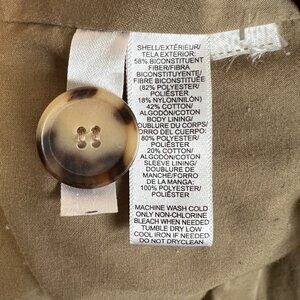 SHELL/EXTÉRIEUR/
TELA EXTERIOR:
58% BICONSTITUENT
FIBER/FIBRA
BICONSTITUYENTE/
BICONSTITUÉE
(82% POLYESTER/
POLIÉSTER
18% NYLON/NILÓN)
42% COTTON/
ALGODÓN/COTON
BODY LINING/
DOUBLURE DU CORPS/
FORRO DEL CUERPO:
80% POLYESTER/
POLIÉSTER
20% COTTON/
ALGODÓN/COTON
SLEEVE LINING/
DOUBLURE DE
MANCHE/FORRO
DE LA MANGA:
100% POLYESTER/
POLIÉSTER
MACHINE WASH COLD
ONLY NON-CHLORINE
BLEACH WHEN NEEDED
TUMBLE DRY LOW
COOL IRON IF NEEDED
DO NOT DRYCLEAN